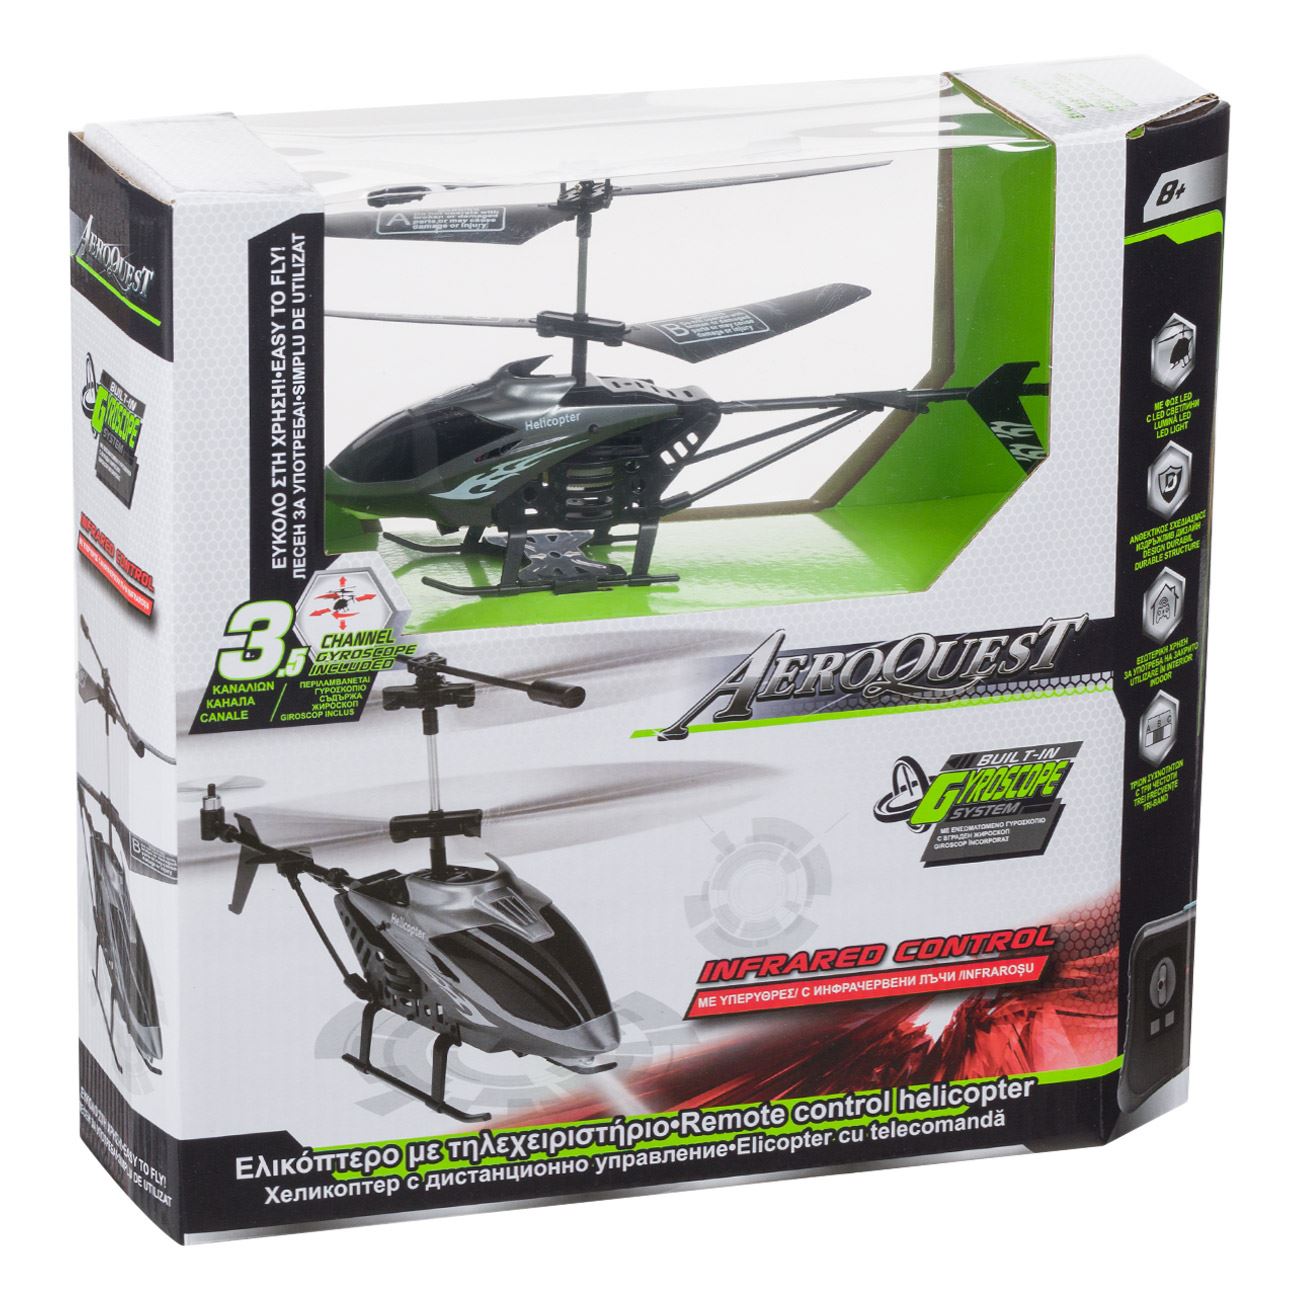 AEROQUEST
BUILT-IN
GYROSCOPE
SYSTEM
INFRARED CONTROL
ΕΥΚΟΛΟ ΣΤΗ ΧΡΗΣΗ!•EASY TO FLY!
ЛЕСЕН ЗА УПОТРЕБА!•SIMPLU DE UTILIZAT
A
B
Helicopter
8+
ΜΕ ΦΩΣ LED
С LED СВЕТЛИНИ
LUMINĂ LED
LED LIGHT
ΑΝΘΕΚΤΙΚΟΣ ΣΧΕΔΙΑΣΜΟΣ
ИЗДРЪЖЛИВ ДИЗАЙН
DESIGN DURABIL
DURABLE STRUCTURE
ΕΣΩΤΕΡΙΚΗ ΧΡΗΣΗ
ЗА УПОТРЕБА НА ЗАКРИТО
UTILIZARE ÎN INTERIOR
INDOOR
A B C
ΤΡΙΩΝ ΣΥΧΝΟΤΗΤΩΝ
С ТРИ ЧЕСТОТИ
TREI FRECVENȚE
TRI-BAND
3.5
CHANNEL
GYROSCOPE
INCLUDED
ΚΑΝΑΛΙΩΝ
КАНАЛА
CANALE
ΠΕΡΙΛΑΜΒΑΝΕΤΑΙ
ΓΥΡΟΣΚΟΠΙΟ
СЪДЪРЖА
ЖИРОСКОП
GIROSCOP INCLUS
AEROQUEST
BUILT-IN
GYROSCOPE
SYSTEM
ΜΕ ΕΝΣΩΜΑΤΩΜΕΝΟ ΓΥΡΟΣΚΟΠΙΟ
С ВГРАДЕН ЖИРОСКОП
GIROSCOP ÎNCORPORAT
Helicopter
INFRARED CONTROL
ΜΕ ΥΠΕΡΥΘΡΕΣ/ С ИНФРАЧЕРВЕНИ ЛЪЧИ /INFRAROȘU
Ελικόπτερο με τηλεχειριστήριο•Remote control helicopter
Хеликоптер с дистанционно управление•Elicopter cu telecomandă